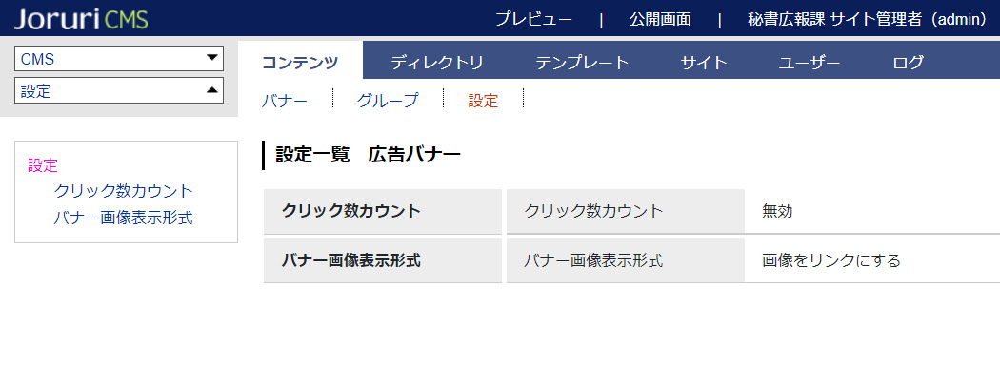 Joruri CMS
プレビュー | 公開画面 | 秘書広報課 サイト管理者（admin）
CMS
設定
コンテンツ ディレクトリ テンプレート サイト ユーザー ログ
バナー グループ 設定
設定
クリック数カウント
バナー画像表示形式
設定一覧　広告バナー
クリック数カウント クリック数カウント 無効
バナー画像表示形式 バナー画像表示形式 画像をリンクにする